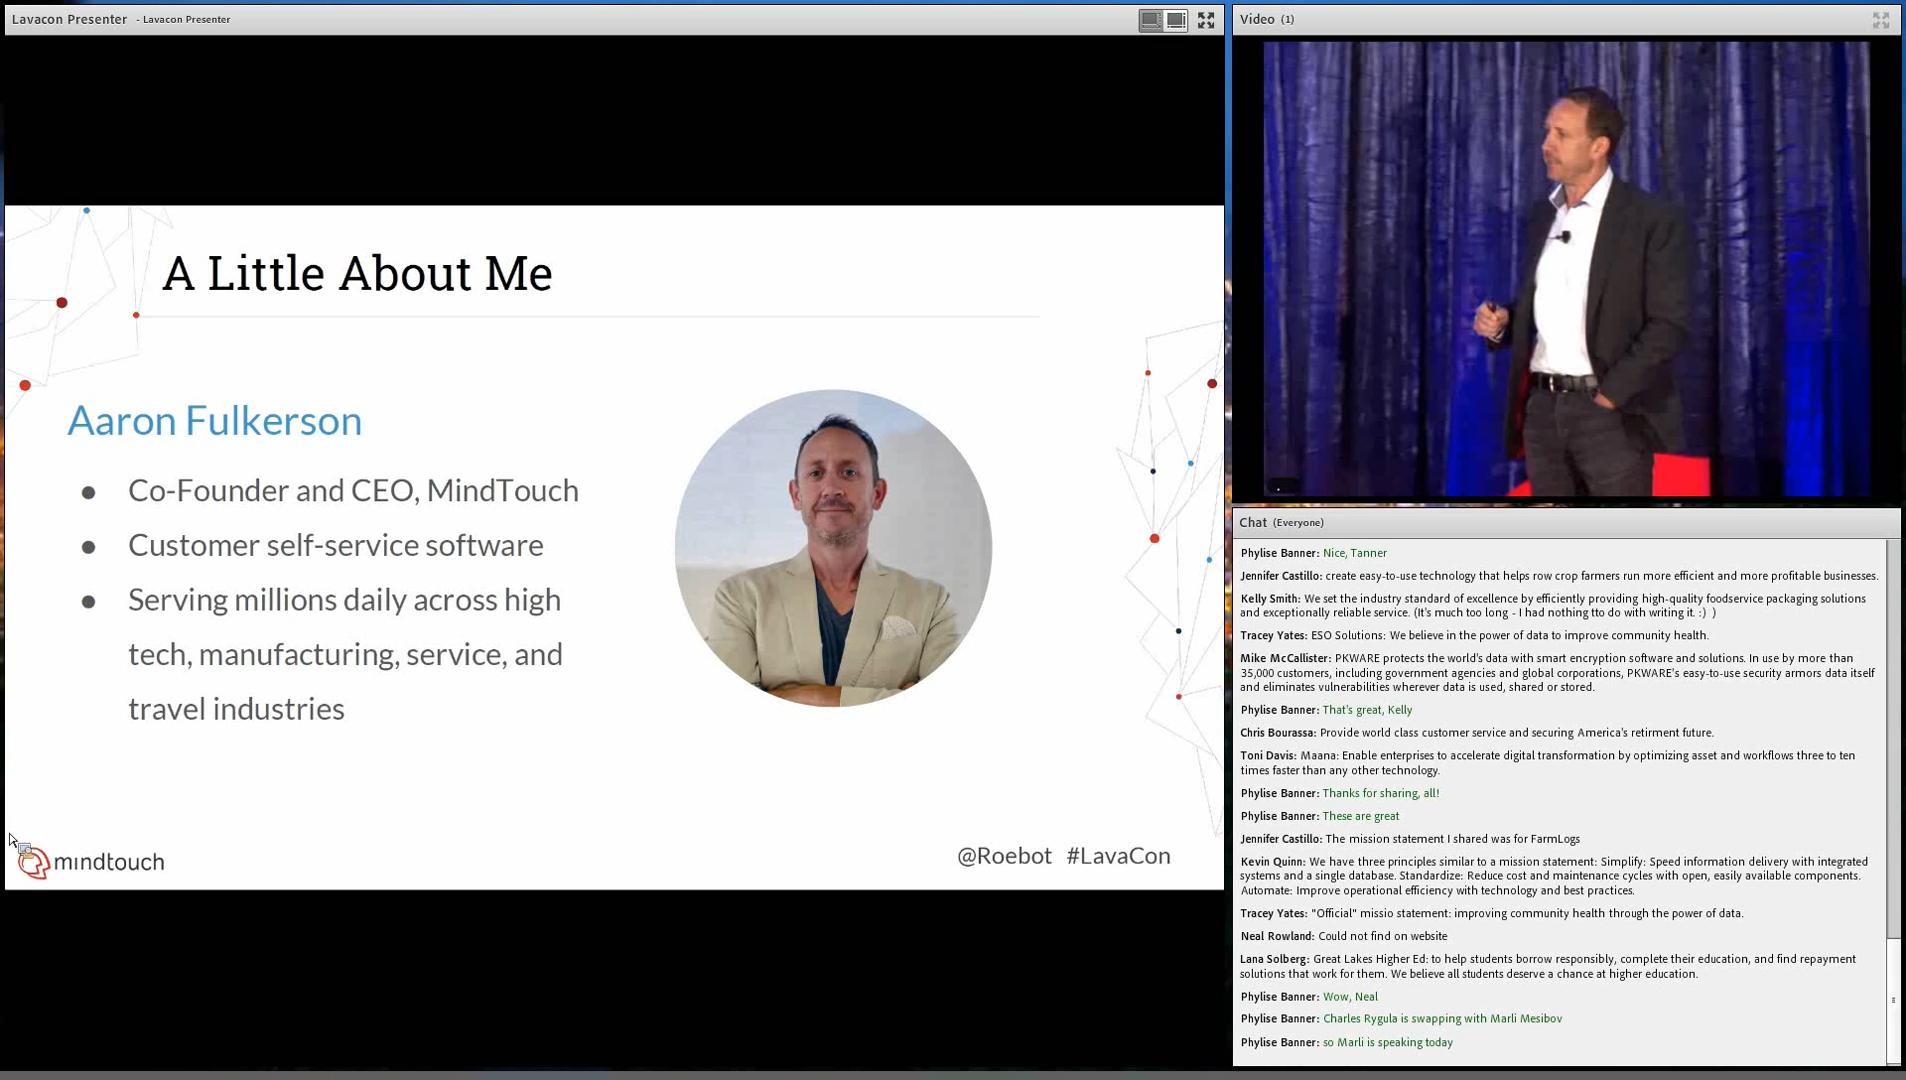 Lavacon Presenter - Lavacon Presenter
A Little About Me
Aaron Fulkerson
● Co-Founder and CEO, MindTouch
● Customer self-service software
● Serving millions daily across high
tech, manufacturing, service, and
travel industries
mindtouch
@Roebot #LavaCon
Video (1)
Chat (Everyone)
Phylise Banner: Nice, Tanner
Jennifer Castillo: create easy-to-use technology that helps row crop farmers run more efficient and more profitable businesses.
Kelly Smith: We set the industry standard of excellence by efficiently providing high-quality foodservice packaging solutions
and exceptionally reliable service. (It's much too long - I had nothing tto do with writing it. :) )
Tracey Yates: ESO Solutions: We believe in the power of data to improve community health.
Mike McCallister: PKWARE protects the world's data with smart encryption software and solutions. In use by more than
35,000 customers, including government agencies and global corporations, PKWARE's easy-to-use security armors data itself
and eliminates vulnerabilities wherever data is used, shared or stored.
Phylise Banner: That's great, Kelly
Chris Bourassa: Provide world class customer service and securing America's retirment future.
Toni Davis: Maana: Enable enterprises to accelerate digital transformation by optimizing asset and workflows three to ten
times faster than any other technology.
Phylise Banner: Thanks for sharing, all!
Phylise Banner: These are great
Jennifer Castillo: The mission statement I shared was for FarmLogs
Kevin Quinn: We have three principles similar to a mission statement: Simplify: Speed information delivery with integrated
systems and a single database. Standardize: Reduce cost and maintenance cycles with open, easily available components.
Automate: Improve operational efficiency with technology and best practices.
Tracey Yates: "Official" missio statement: improving community health through the power of data.
Neal Rowland: Could not find on website
Lana Solberg: Great Lakes Higher Ed: to help students borrow responsibly, complete their education, and find repayment
solutions that work for them. We believe all students deserve a chance at higher education.
Phylise Banner: Wow, Neal
Phylise Banner: Charles Rygula is swapping with Marli Mesibov
Phylise Banner: so Marli is speaking today